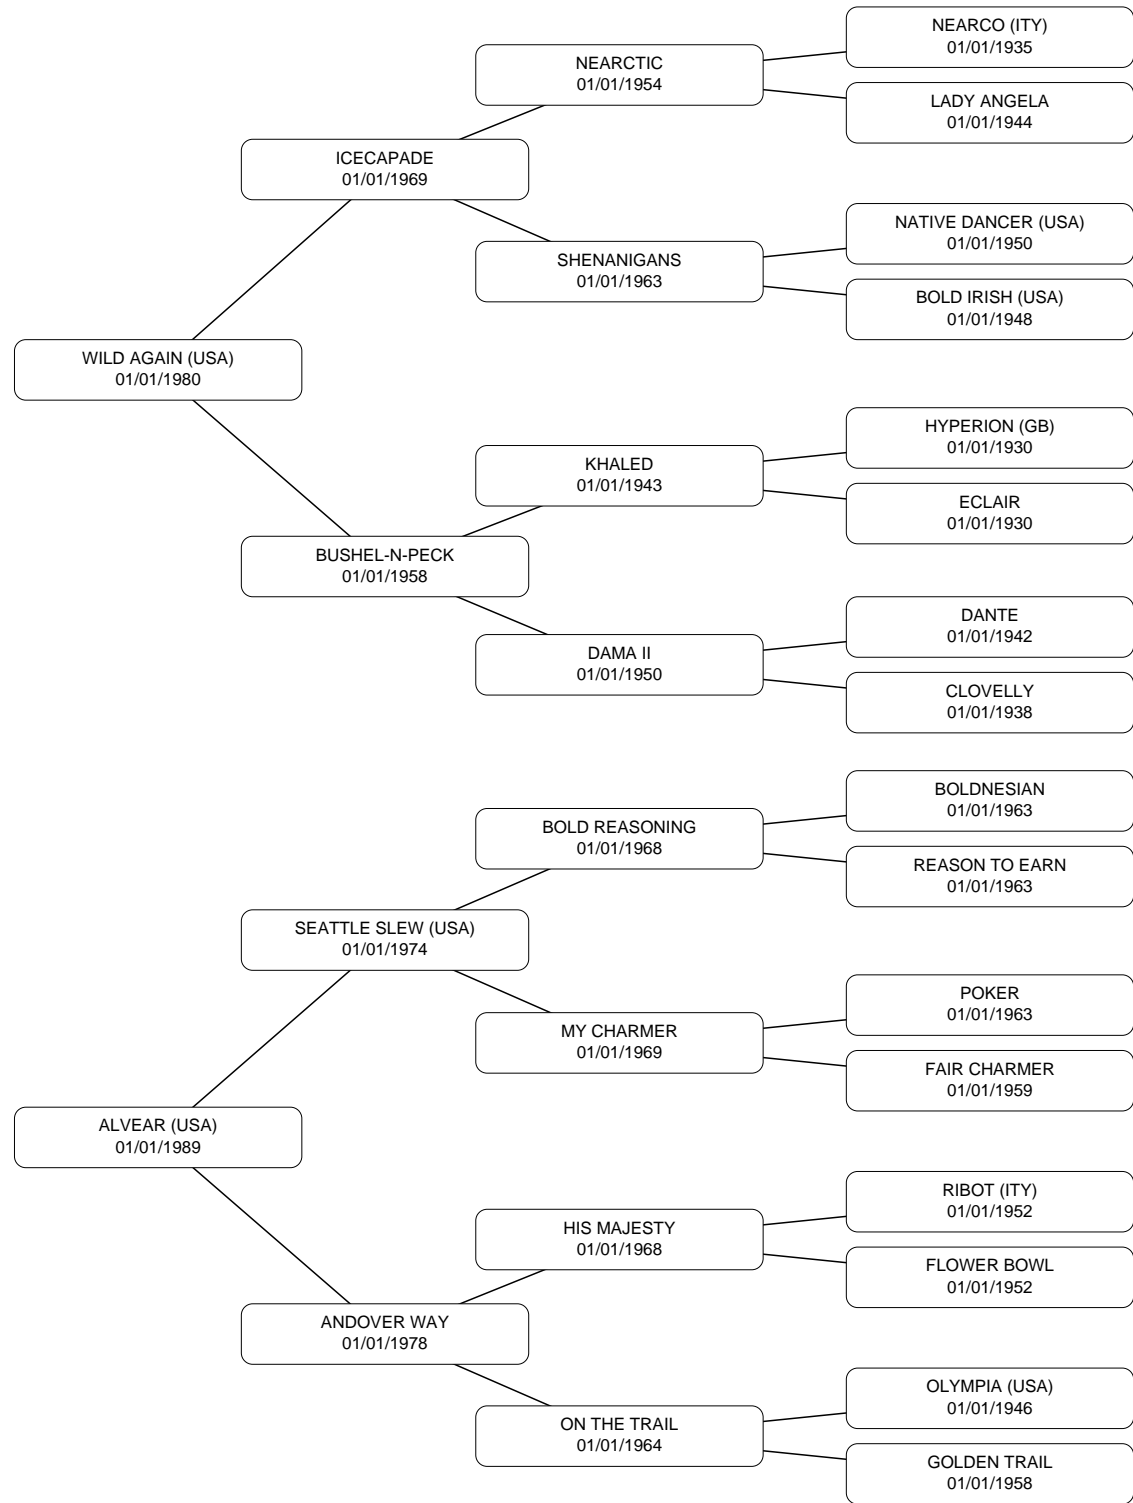 NEARCO (ITY)
01/01/1935
NEARCTIC
01/01/1954
LADY ANGELA
01/01/1944
ICECAPADE
01/01/1969
NATIVE DANCER (USA)
01/01/1950
SHENANIGANS
01/01/1963
BOLD IRISH (USA)
01/01/1948
WILD AGAIN (USA)
01/01/1980
HYPERION (GB)
01/01/1930
KHALED
01/01/1943
ECLAIR
01/01/1930
BUSHEL-N-PECK
01/01/1958
DANTE
01/01/1942
DAMA II
01/01/1950
CLOVELLY
01/01/1938
BOLDNESIAN
01/01/1963
BOLD REASONING
01/01/1968
REASON TO EARN
01/01/1963
SEATTLE SLEW (USA)
01/01/1974
POKER
01/01/1963
MY CHARMER
01/01/1969
FAIR CHARMER
01/01/1959
ALVEAR (USA)
01/01/1989
RIBOT (ITY)
01/01/1952
HIS MAJESTY
01/01/1968
FLOWER BOWL
01/01/1952
ANDOVER WAY
01/01/1978
OLYMPIA (USA)
01/01/1946
ON THE TRAIL
01/01/1964
GOLDEN TRAIL
01/01/1958